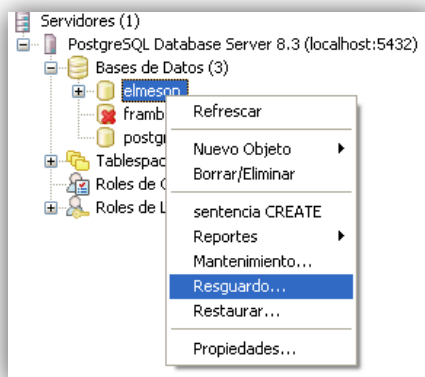 Servidores (1)
PostgreSQL Database Server 8.3 (localhost:5432)
Bases de Datos (3)
elmeson
framb
postgr
Tablespac
Roles de
Roles de L
Refrescar
Nuevo Objeto
Borrar/Eliminar
sentencia CREATE
Reportes
Mantenimiento...
Resguardo...
Restaurar...
Propiedades...